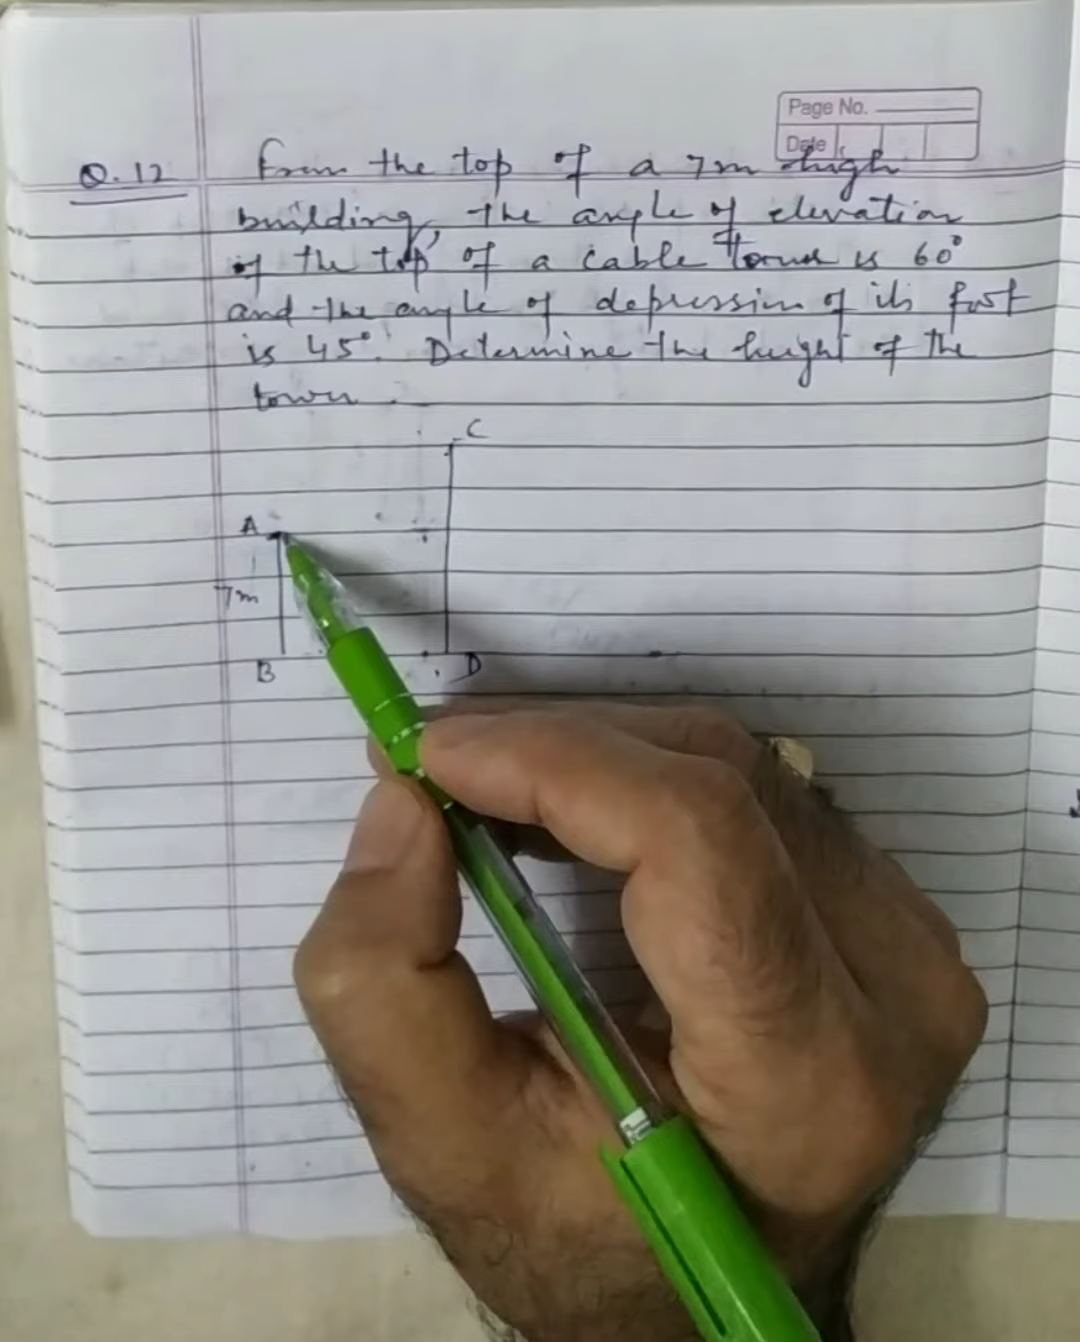 Page No.
Date
Q. 12 From the top of a 7m high
building, the angle of elevation
of the top of a cable tower is 60°
and the angle of depression of its foot
is 45°. Determine the height of the
tower.
C
A
7m
B D